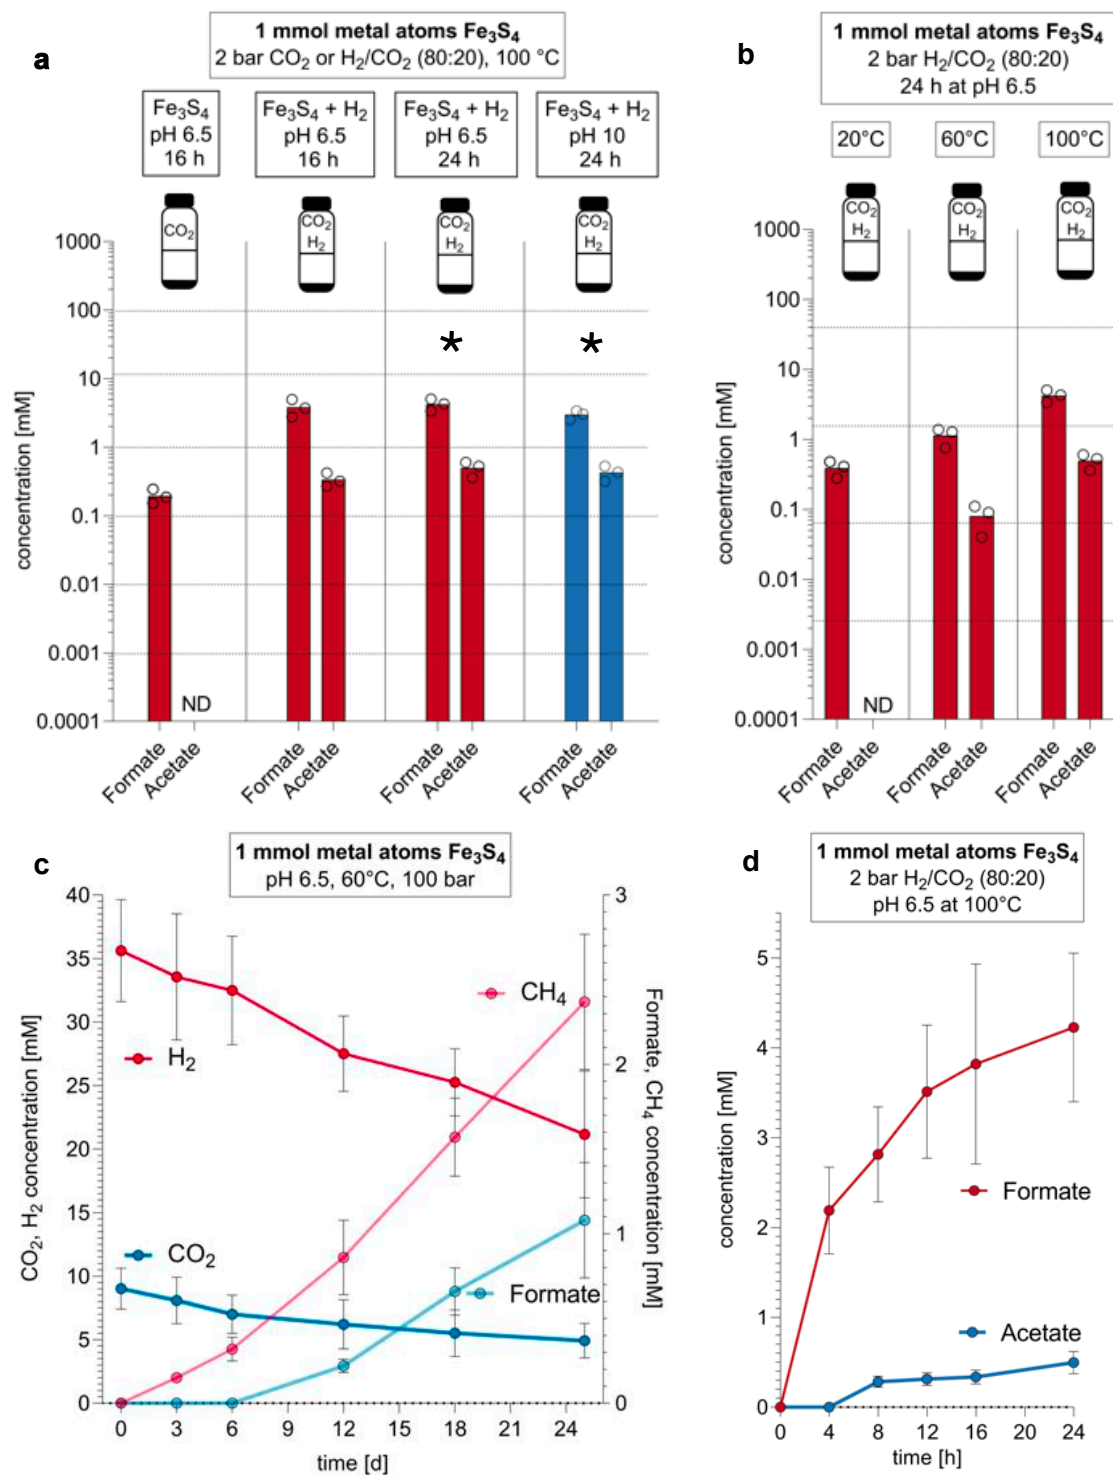 a
1 mmol metal atoms Fe₃S₄
2 bar CO₂ or H₂/CO₂ (80:20), 100 °C
Fe₃S₄
pH 6.5
16 h
Fe₃S₄ + H₂
pH 6.5
16 h
Fe₃S₄ + H₂
pH 6.5
24 h
Fe₃S₄ + H₂
pH 10
24 h
CO₂
CO₂
H₂
CO₂
H₂
CO₂
H₂
*
*
concentration [mM]
1000
100
10
1
0.1
0.01
0.001
0.0001
ND
Formate
Acetate
Formate
Acetate
Formate
Acetate
Formate
Acetate
b
1 mmol metal atoms Fe₃S₄
2 bar H₂/CO₂ (80:20)
24 h at pH 6.5
20°C
60°C
100°C
CO₂
H₂
CO₂
H₂
CO₂
H₂
concentration [mM]
1000
100
10
1
0.1
0.01
0.001
0.0001
ND
Formate
Acetate
Formate
Acetate
Formate
Acetate
c
1 mmol metal atoms Fe₃S₄
pH 6.5, 60°C, 100 bar
CO₂, H₂ concentration [mM]
40
35
30
25
20
15
10
5
0
H₂
CH₄
CO₂
Formate
3
2
1
0
Formate, CH₄ concentration [mM]
0 3 6 9 12 15 18 21 24
time [d]
d
1 mmol metal atoms Fe₃S₄
2 bar H₂/CO₂ (80:20)
pH 6.5 at 100°C
concentration [mM]
5
4
3
2
1
0
Formate
Acetate
0 4 8 12 16 20 24
time [h]